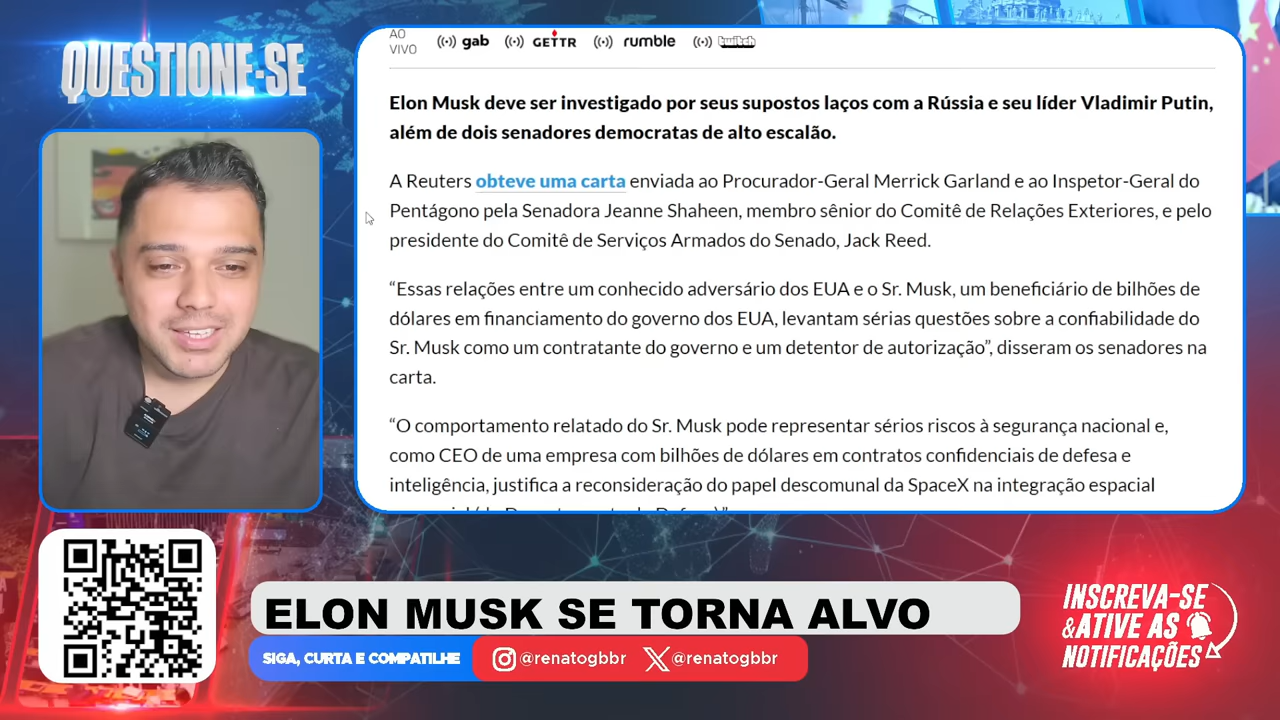 QUESTIONE-SE
AO
VIVO
gab
GETTR
rumble
twitch
Elon Musk deve ser investigado por seus supostos laços com a Rússia e seu líder Vladimir Putin,
além de dois senadores democratas de alto escalão.
A Reuters obteve uma carta enviada ao Procurador-Geral Merrick Garland e ao Inspetor-Geral do
Pentágono pela Senadora Jeanne Shaheen, membro sênior do Comitê de Relações Exteriores, e pelo
presidente do Comitê de Serviços Armados do Senado, Jack Reed.
“Essas relações entre um conhecido adversário dos EUA e o Sr. Musk, um beneficiário de bilhões de
dólares em financiamento do governo dos EUA, levantam sérias questões sobre a confiabilidade do
Sr. Musk como um contratante do governo e um detentor de autorização”, disseram os senadores na
carta.
“O comportamento relatado do Sr. Musk pode representar sérios riscos à segurança nacional e,
como CEO de uma empresa com bilhões de dólares em contratos confidenciais de defesa e
inteligência, justifica a reconsideração do papel descomunal da SpaceX na integração espacial
ELON MUSK SE TORNA ALVO
SIGA, CURTA E COMPATILHE
@renatogbbr
@renatogbbr
INSCREVA-SE
&ATIVE AS
NOTIFICAÇÕES